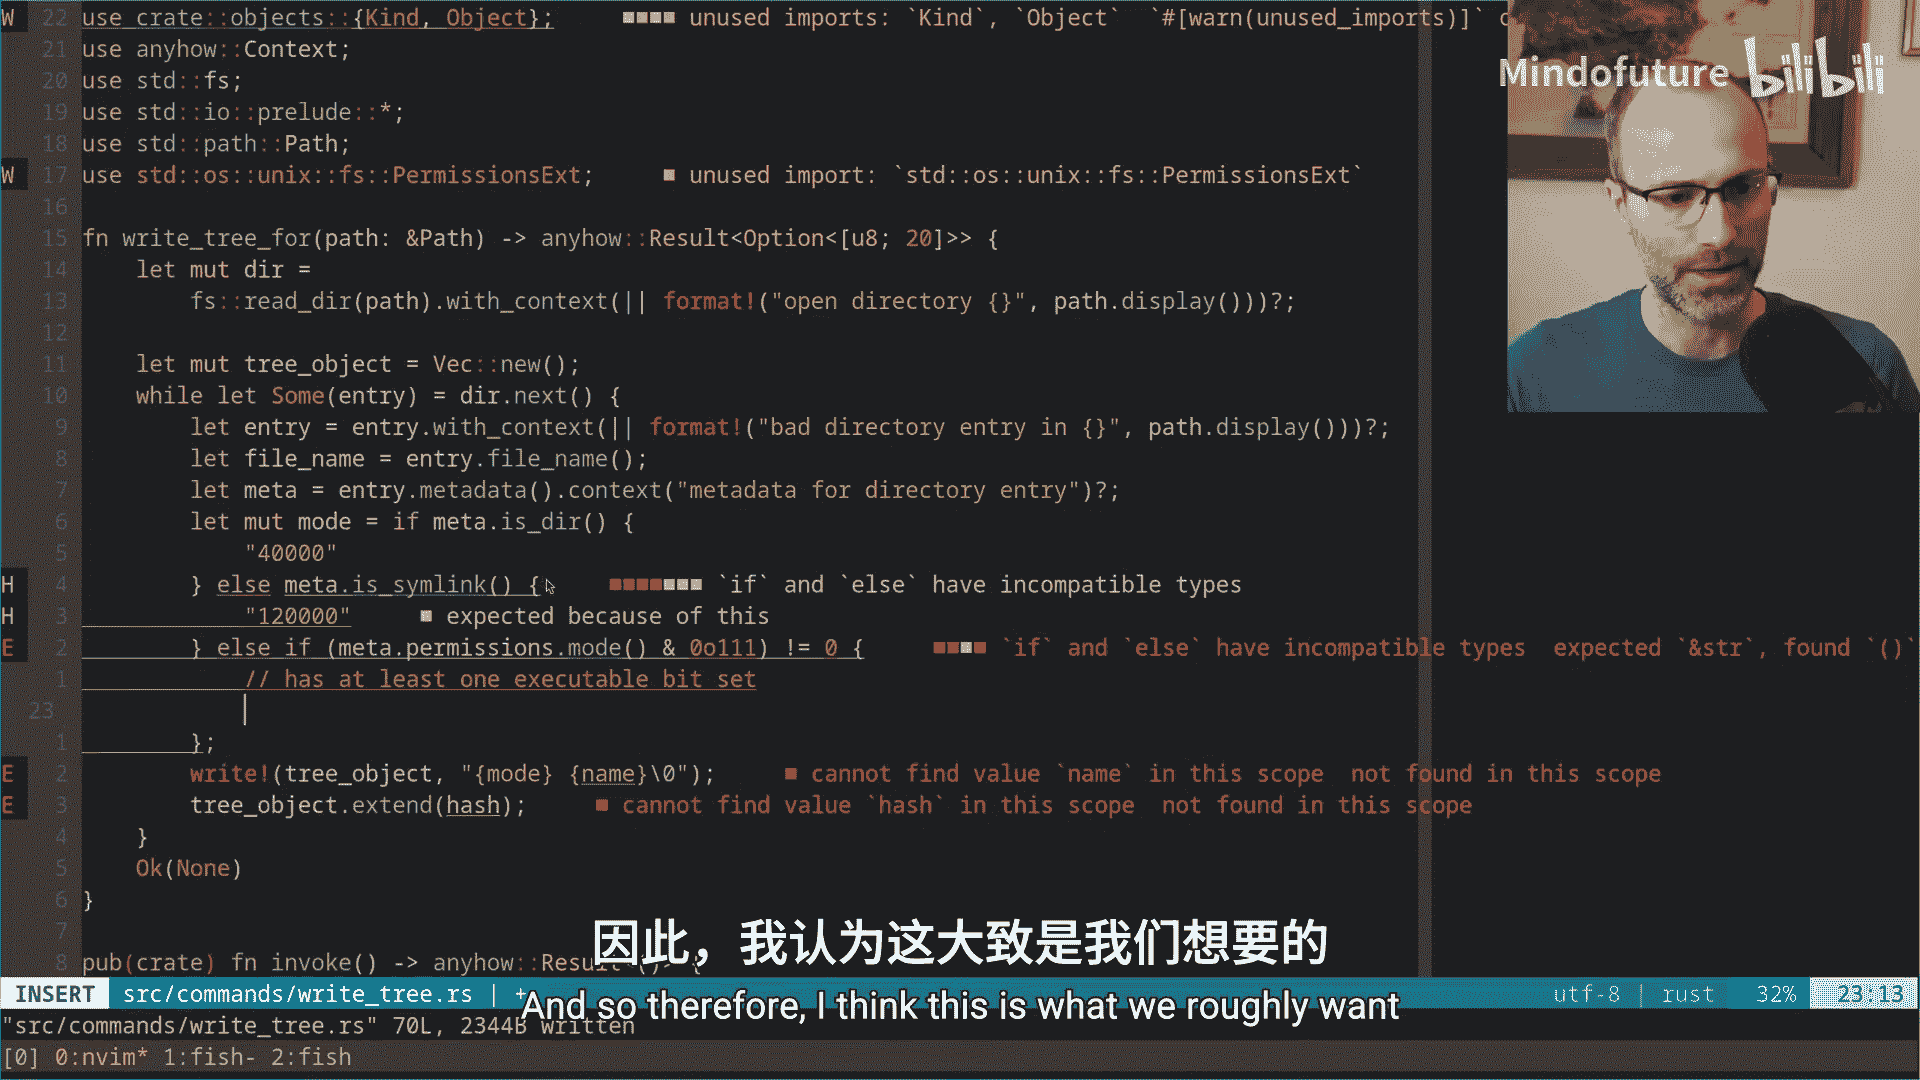 W 22 use crate::objects::{Kind, Object};     ■■■■ unused imports: `Kind`, `Object`  `#[warn(unused_imports)]`
21 use anyhow::Context;
20 use std::fs;
19 use std::io::prelude::*;
18 use std::path::Path;
W 17 use std::os::unix::fs::PermissionsExt;     ■ unused import: `std::os::unix::fs::PermissionsExt`
16
15 fn write_tree_for(path: &Path) -> anyhow::Result<Option<[u8; 20]>> {
14     let mut dir =
13         fs::read_dir(path).with_context(|| format!("open directory {}", path.display()))?;
12
11     let mut tree_object = Vec::new();
10     while let Some(entry) = dir.next() {
9         let entry = entry.with_context(|| format!("bad directory entry in {}", path.display()))?;
8         let file_name = entry.file_name();
7         let meta = entry.metadata().context("metadata for directory entry")?;
6         let mut mode = if meta.is_dir() {
5             "40000"
H 4         } else meta.is_symlink() {     ■■■■■■■ `if` and `else` have incompatible types
H 3             "120000"     ■ expected because of this
E 2         } else if (meta.permissions.mode() & 0o111) != 0 {     ■■■■ `if` and `else` have incompatible types  expected `&str`, found `()`
1             // has at least one executable bit set
23
1         };
E 2         write!(tree_object, "{mode} {name}\0");     ■ cannot find value `name` in this scope  not found in this scope
E 3         tree_object.extend(hash);     ■ cannot find value `hash` in this scope  not found in this scope
4     }
5     Ok(None)
6 }
7
8 pub(crate) fn invoke() -> anyhow::Result<()> {
Mindofuture bilibili
因此，我认为这大致是我们想要的
And so therefore, I think this is what we roughly want
INSERT src/commands/write_tree.rs | + utf-8 | rust 32% 23:13
"src/commands/write_tree.rs" 70L, 2344B written
[0] 0:nvim* 1:fish- 2:fish